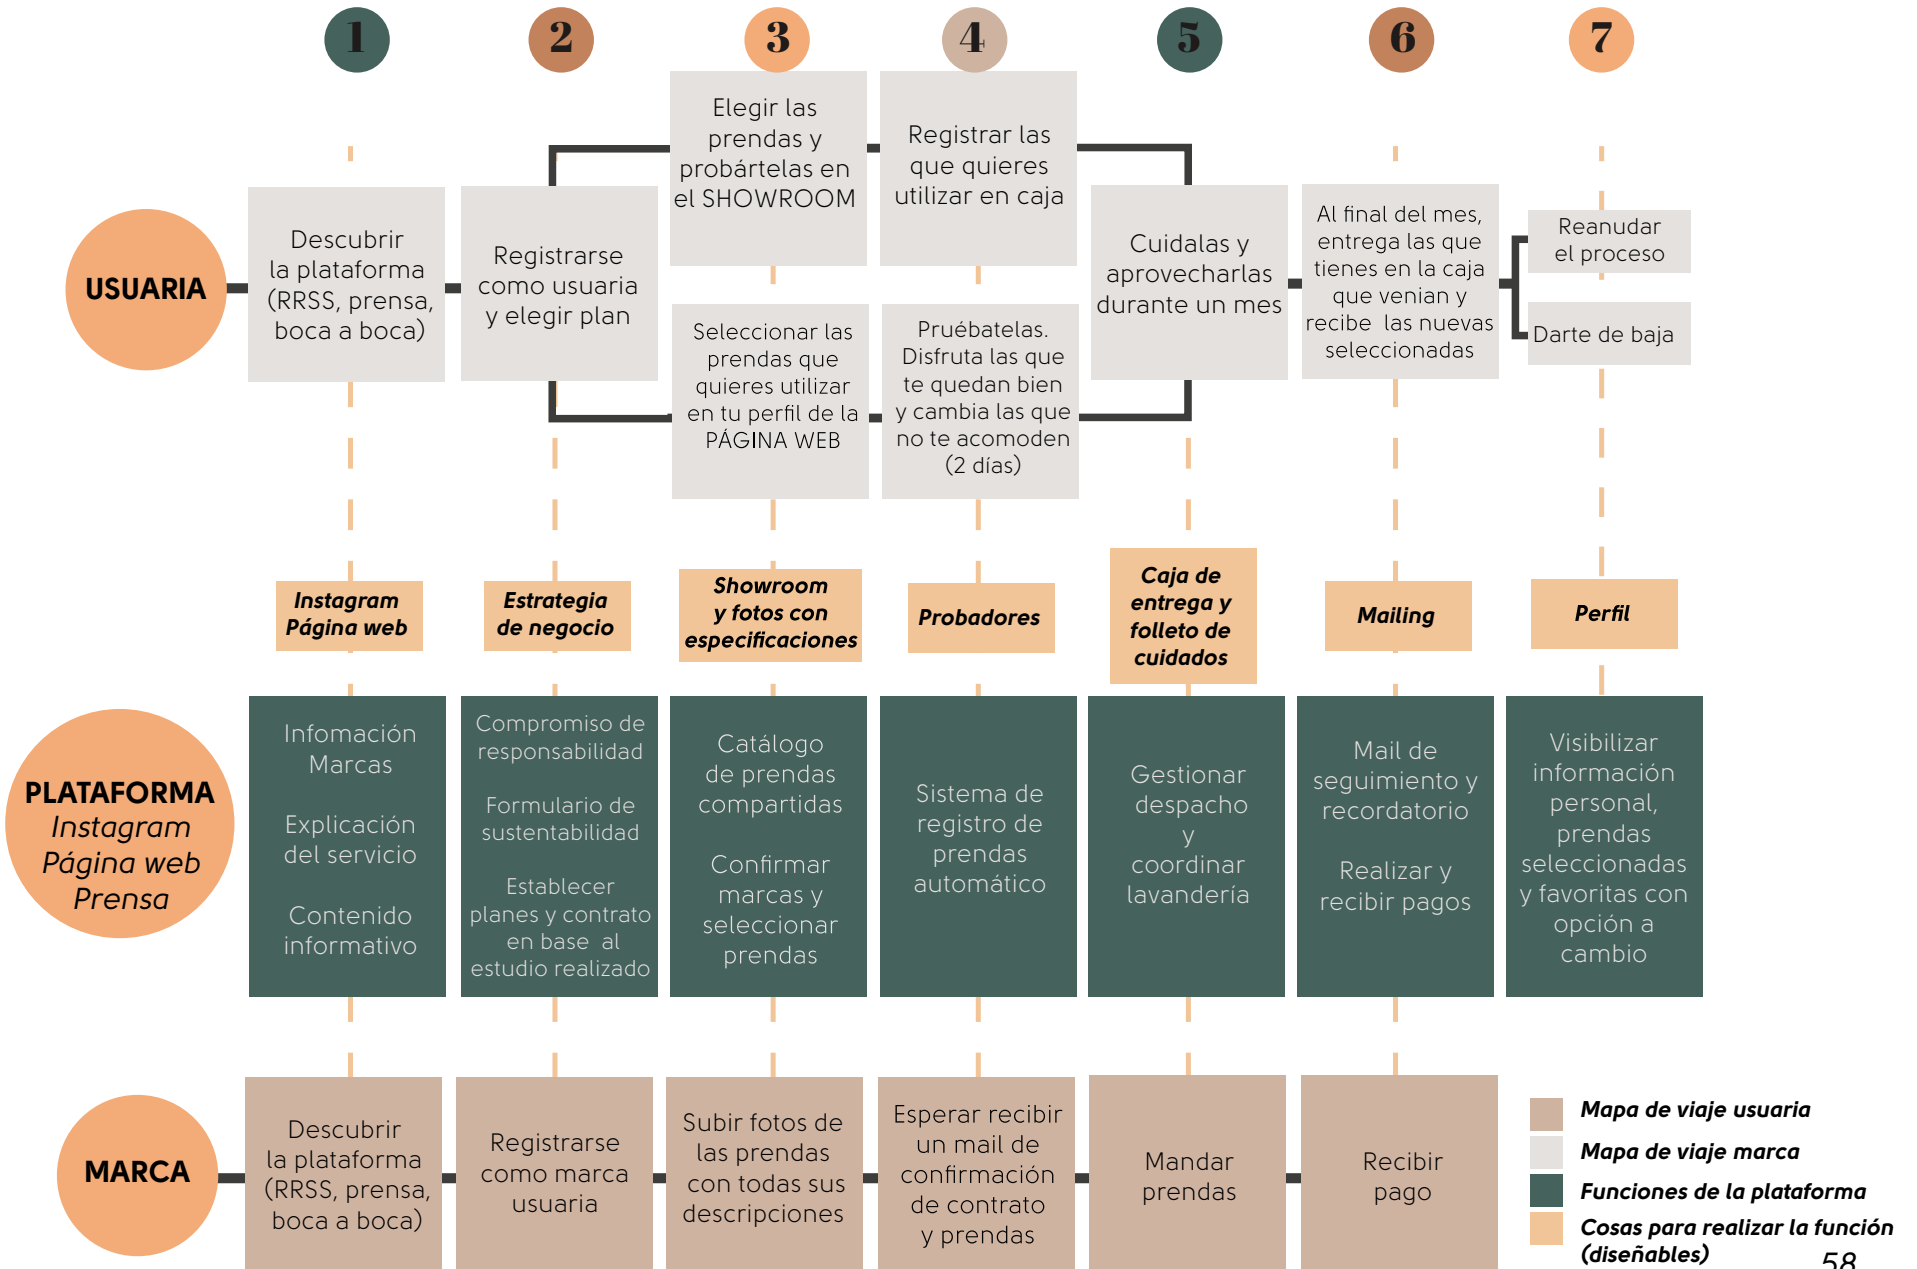 1
2
3
4
5
6
7
USUARIA
Descubrir
la plataforma
(RRSS, prensa,
boca a boca)
Registrarse
como usuaria
y elegir plan
Elegir las
prendas y
probártelas en
el SHOWROOM
Registrar las
que quieres
utilizar en caja
Seleccionar las
prendas que
quieres utilizar
en tu perfil de la
PÁGINA WEB
Pruébatelas.
Disfruta las que
te quedan bien
y cambia las que
no te acomoden
(2 días)
Cuidalas y
aprovecharlas
durante un mes
Al final del mes,
entrega las que
tienes en la caja
que venian y
recibe las nuevas
seleccionadas
Reanudar
el proceso
Darte de baja
Instagram
Página web
Estrategia
de negocio
Showroom
y fotos con
especificaciones
Probadores
Caja de
entrega y
folleto de
cuidados
Mailing
Perfil
PLATAFORMA
Instagram
Página web
Prensa
Infomación
Marcas
Explicación
del servicio
Contenido
informativo
Compromiso de
responsabilidad
Formulario de
sustentabilidad
Establecer
planes y contrato
en base al
estudio realizado
Catálogo
de prendas
compartidas
Confirmar
marcas y
seleccionar
prendas
Sistema de
registro de
prendas
automático
Gestionar
despacho
y
coordinar
lavandería
Mail de
seguimiento y
recordatorio
Realizar y
recibir pagos
Visibilizar
información
personal,
prendas
seleccionadas
y favoritas con
opción a
cambio
MARCA
Descubrir
la plataforma
(RRSS, prensa,
boca a boca)
Registrarse
como marca
usuaria
Subir fotos de
las prendas
con todas sus
descripciones
Esperar recibir
un mail de
confirmación
de contrato
y prendas
Mandar
prendas
Recibir
pago
Mapa de viaje usuaria
Mapa de viaje marca
Funciones de la plataforma
Cosas para realizar la función
(diseñables)
58